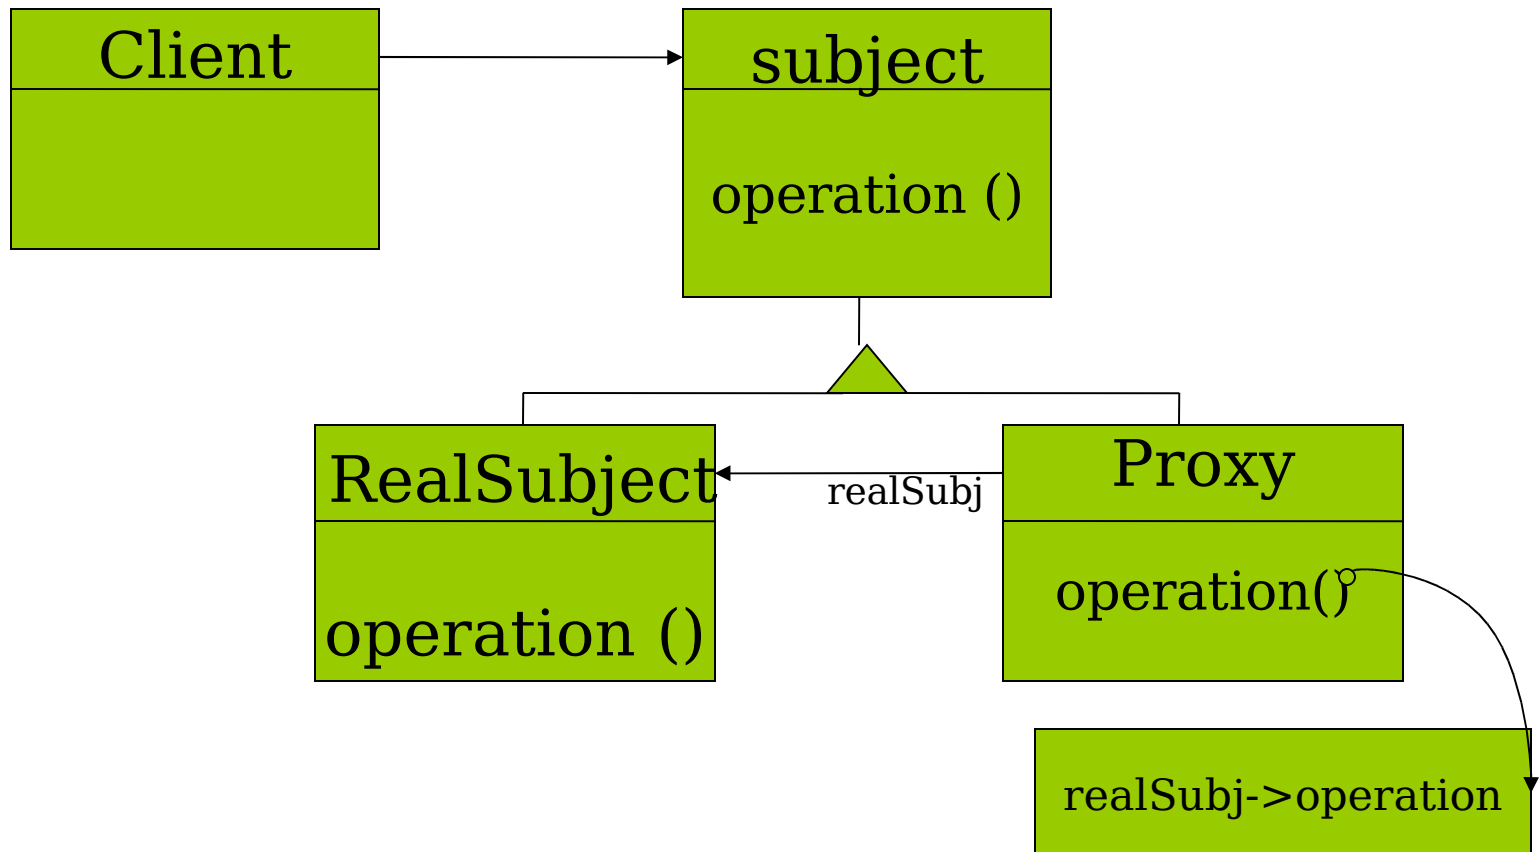 Client
subject
operation ()
RealSubject
realSubj
Proxy
operation ()
operation()
realSubj->operation